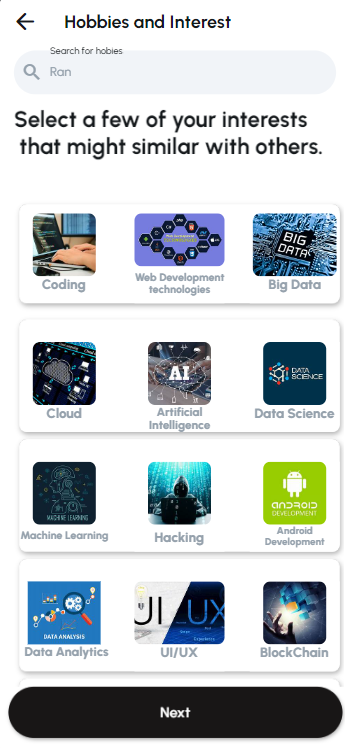 Hobbies and Interest
Search for hobies
Ran
Select a few of your interests
that might similar with others.
BIG
DATA
Coding
Web Development
technologies
Big Data
AI
DATA
SCIENCE
Cloud
Artificial
Intelligence
Data Science
MACHINE LEARNING
ANDROID
DEVELOPMENT
Machine Learning
Hacking
Android
Development
DATA ANALYSIS
UI UX
Data Analytics
UI/UX
BlockChain
Next